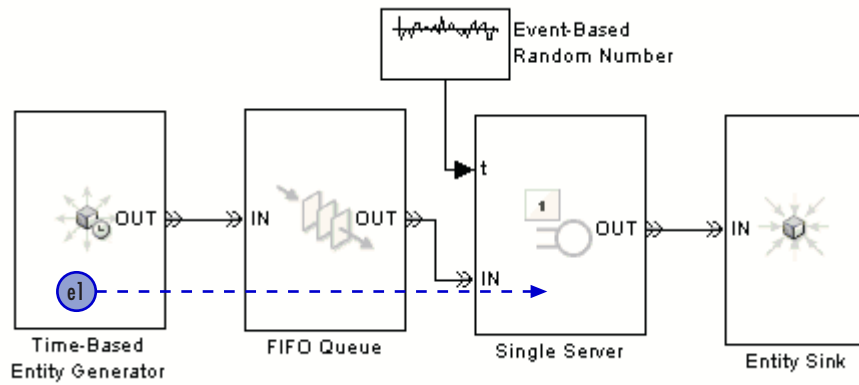 Event-Based
Random Number
OUT
IN
OUT
t
IN
1
OUT
IN
e1
Time-Based
Entity Generator
FIFO Queue
Single Server
Entity Sink